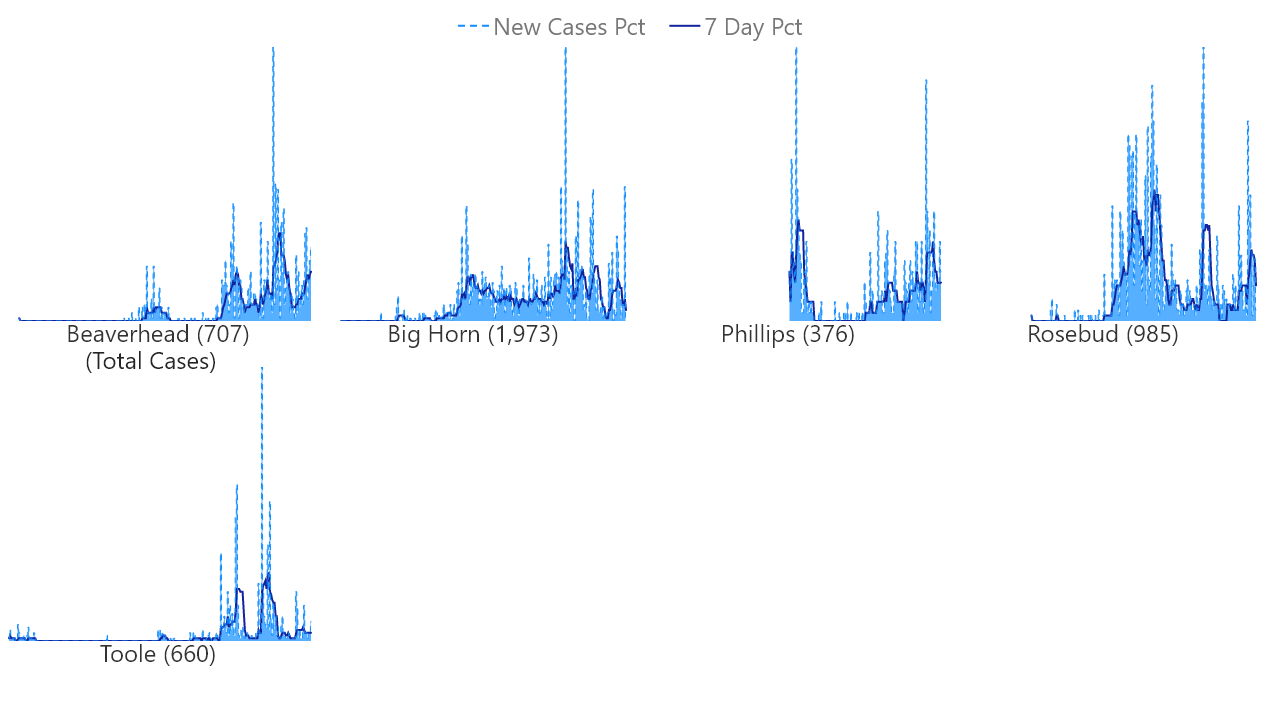 New Cases Pct 7 Day Pct
Beaverhead (707)
(Total Cases)
Big Horn (1,973)
Phillips (376)
Rosebud (985)
Toole (660)